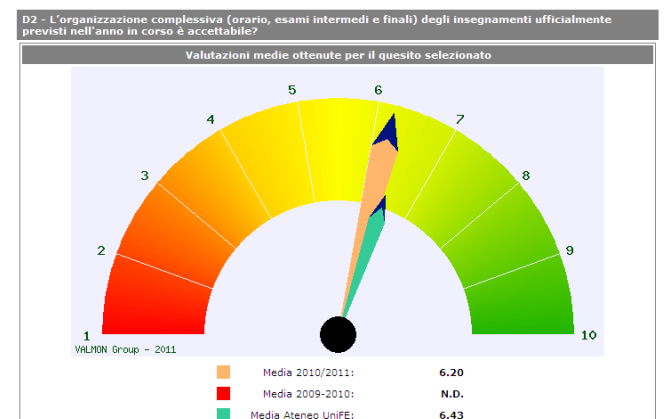 D2 - L'organizzazione complessiva (orario, esami intermedi e finali) degli insegnamenti ufficialmente
previsti nell'anno in corso è accettabile?
Valutazioni medie ottenute per il quesito selezionato
1
2
3
4
5
6
7
8
9
10
VALMON Group - 2011
Media 2010/2011: 6.20
Media 2009-2010: N.D.
Media Ateneo UniFE: 6.43